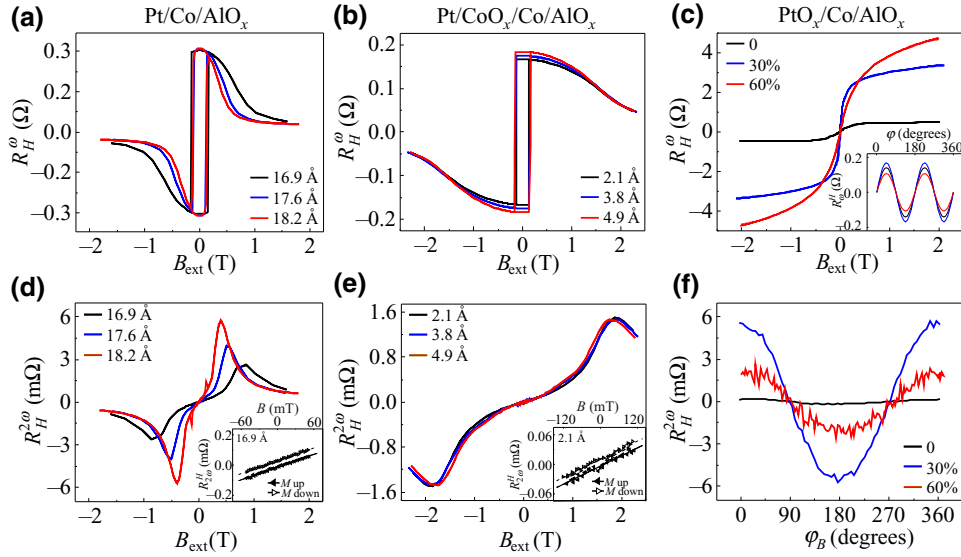 (a) Pt/Co/AlOx
0.3
0.2
0.0
−0.2
−0.3
R_H^ω (Ω)
16.9 Å
17.6 Å
18.2 Å
−2 −1 0 1 2
B_ext (T)
(b) Pt/CoOx/Co/AlOx
0.2
0.1
0.0
−0.1
−0.2
R_H^ω (Ω)
2.1 Å
3.8 Å
4.9 Å
−2 −1 0 1 2
B_ext (T)
(c) PtOx/Co/AlOx
4
2
0
−2
−4
R_H^ω (Ω)
0
30%
60%
φ (degrees)
0 180 360
0.2
0.0
−0.2
−2 −1 0 1 2
B_ext (T)
(d)
6
3
0
−3
−6
R_H^2ω (mΩ)
16.9 Å
17.6 Å
18.2 Å
B (mT)
−60 0 60
0.1
0.0
−0.1
R_2ω^H (mΩ)
16.9 Å
M up
M down
−2 −1 0 1 2
B_ext (T)
(e)
1.6
0.8
0
−0.8
−1.6
R_H^2ω (mΩ)
2.1 Å
3.8 Å
4.9 Å
B (mT)
−120 0 120
0.06
0.00
−0.06
R_2ω^H (mΩ)
2.1 Å
M up
M down
−2 −1 0 1 2
B_ext (T)
(f)
6
3
0
−3
−6
R_H^2ω (mΩ)
0
30%
60%
0 90 180 270 360
φ_B (degrees)